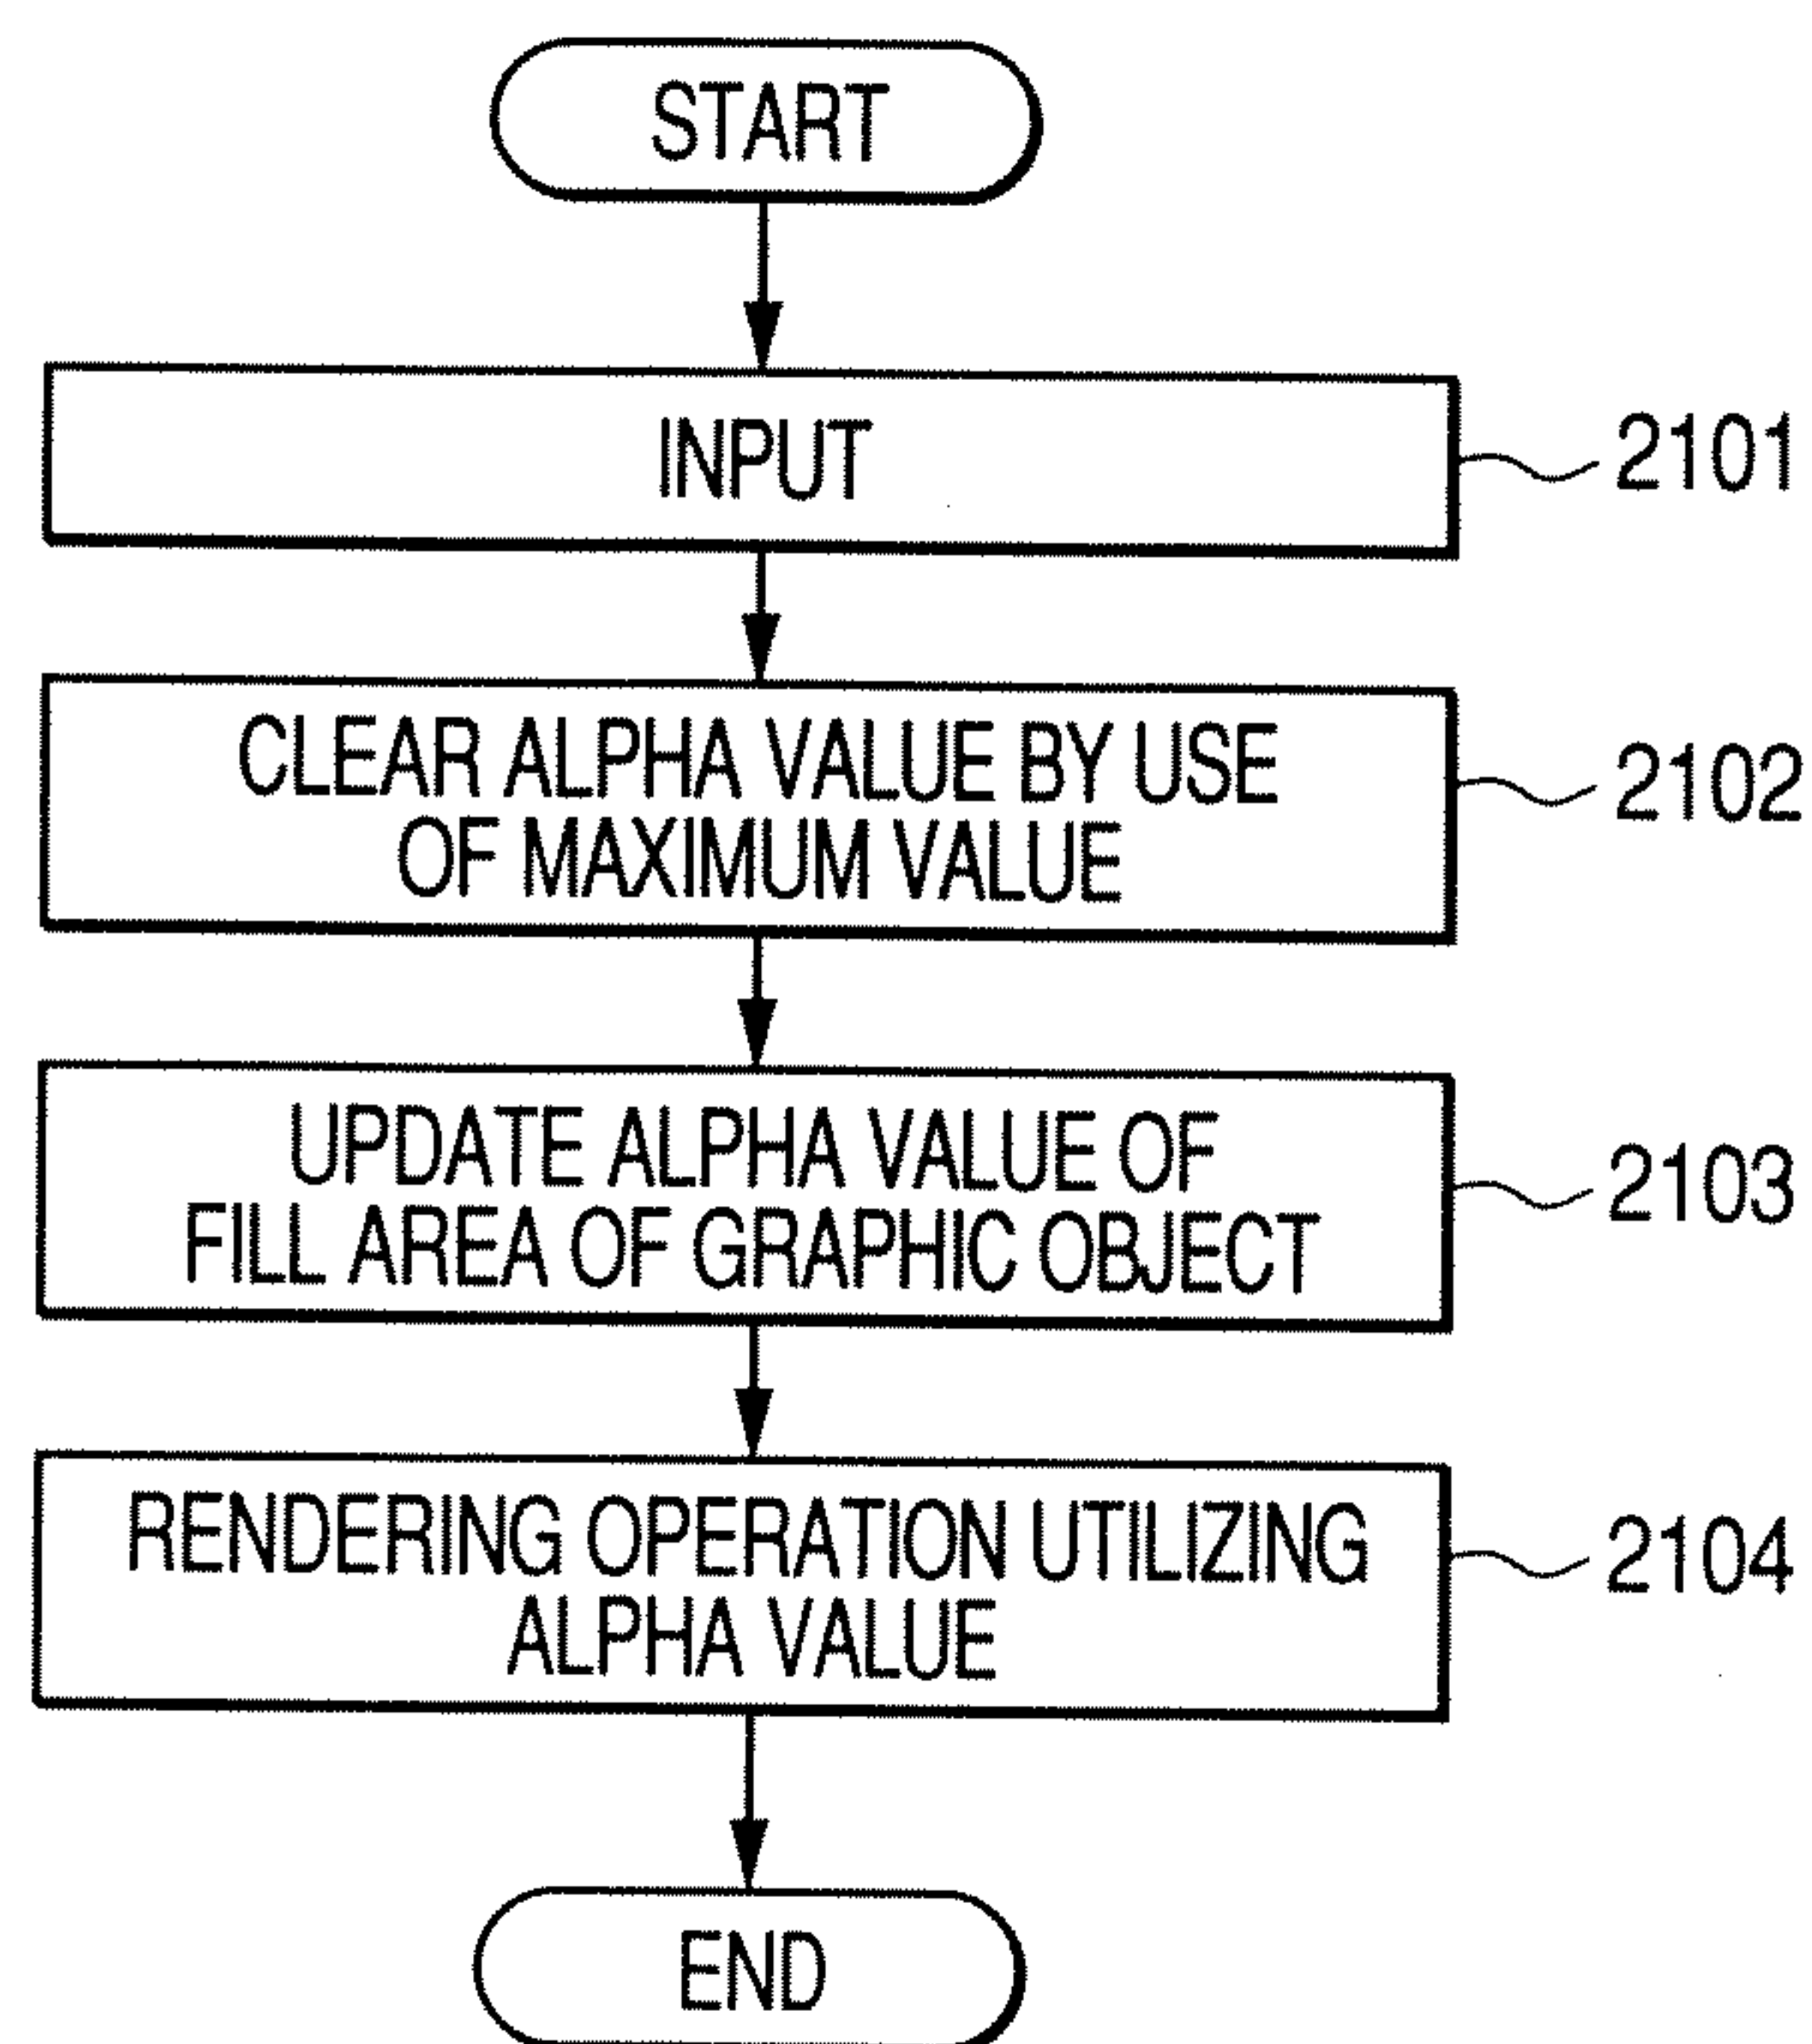 START
INPUT
2101
CLEAR ALPHA VALUE BY USE
OF MAXIMUM VALUE
2102
UPDATE ALPHA VALUE OF
FILL AREA OF GRAPHIC OBJECT
2103
RENDERING OPERATION UTILIZING
ALPHA VALUE
2104
END